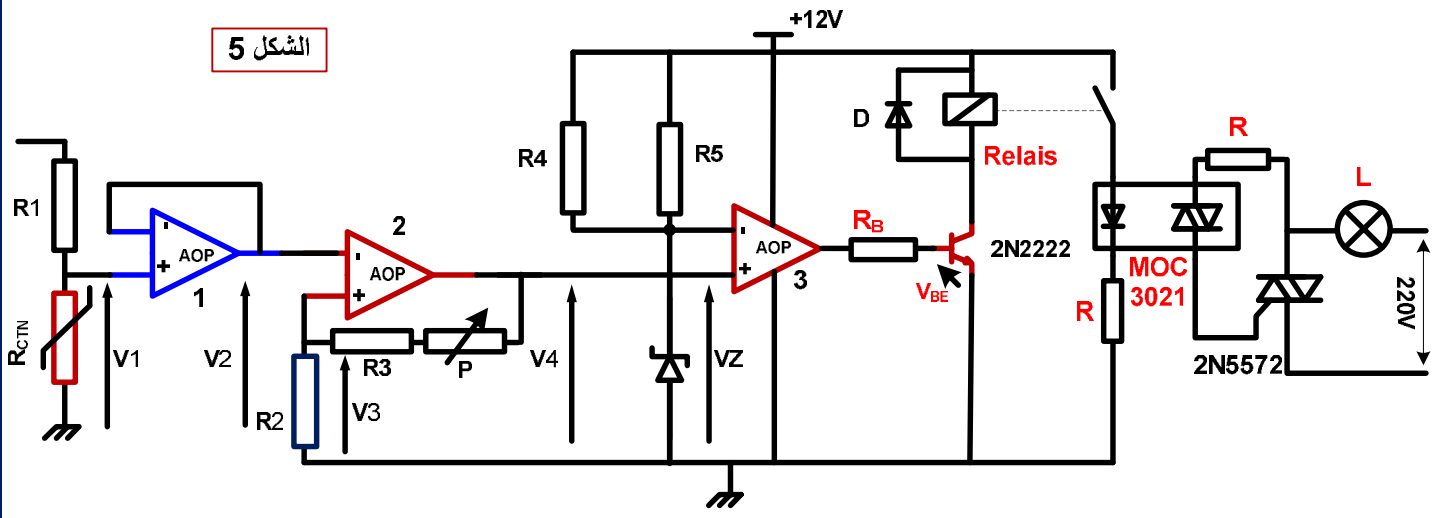 الشكل 5
+12V
R1
RCTN
V1
-
+
AOP
1
V2
-
+
AOP
2
R2
R3
P
V3
V4
R4
R5
VZ
-
+
AOP
3
RB
VBE
2N2222
D
Relais
MOC
3021
R
R
L
220V
2N5572